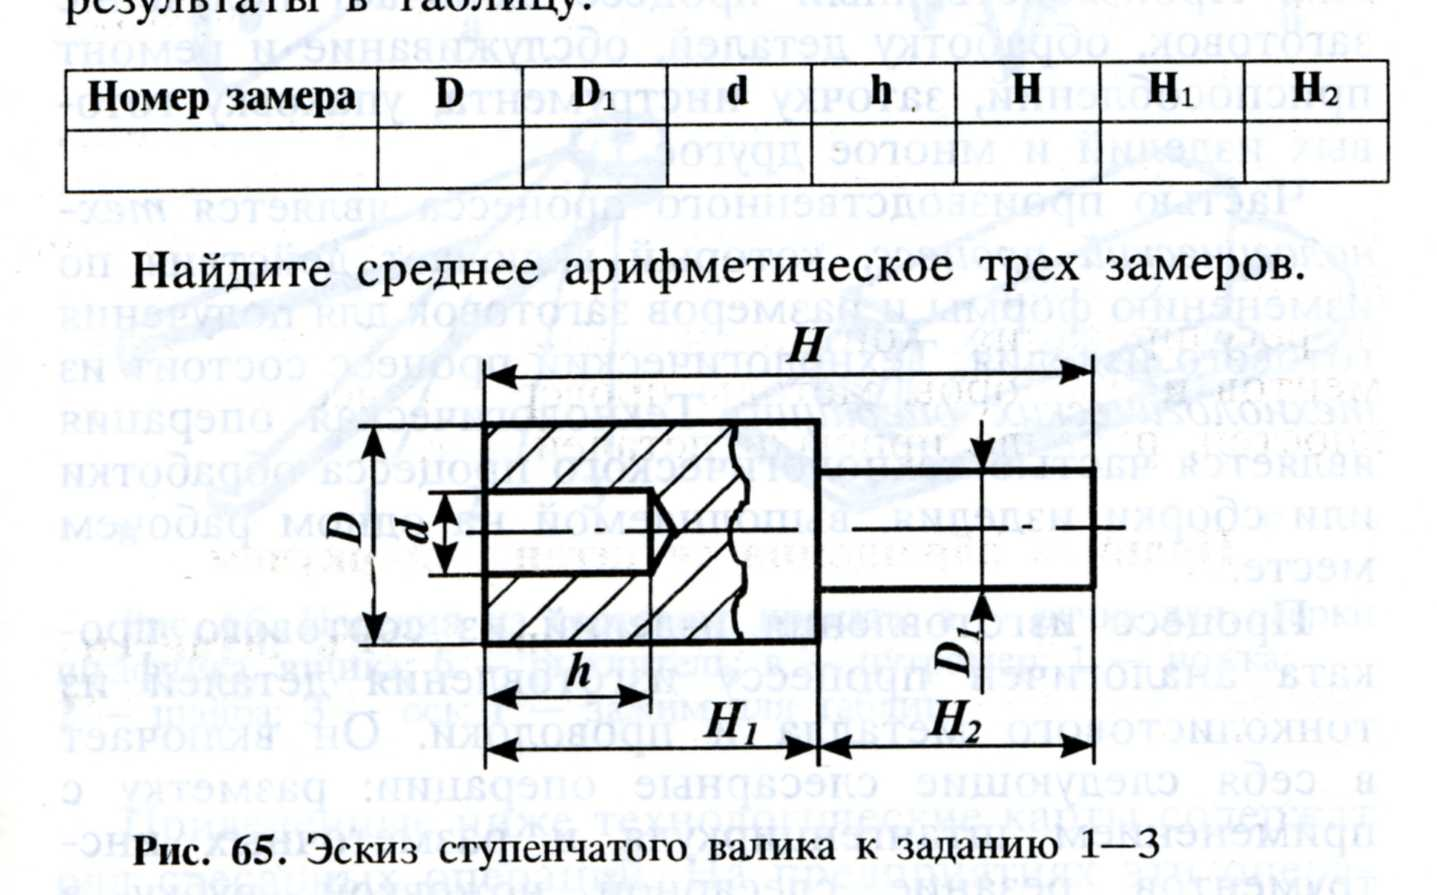 результаты в таблицу.
Номер замера D D₁ d h H H₁ H₂
Найдите среднее арифметическое трех замеров.
H
D
d
D₁
h
H₁
H₂
Рис. 65. Эскиз ступенчатого валика к заданию 1—3